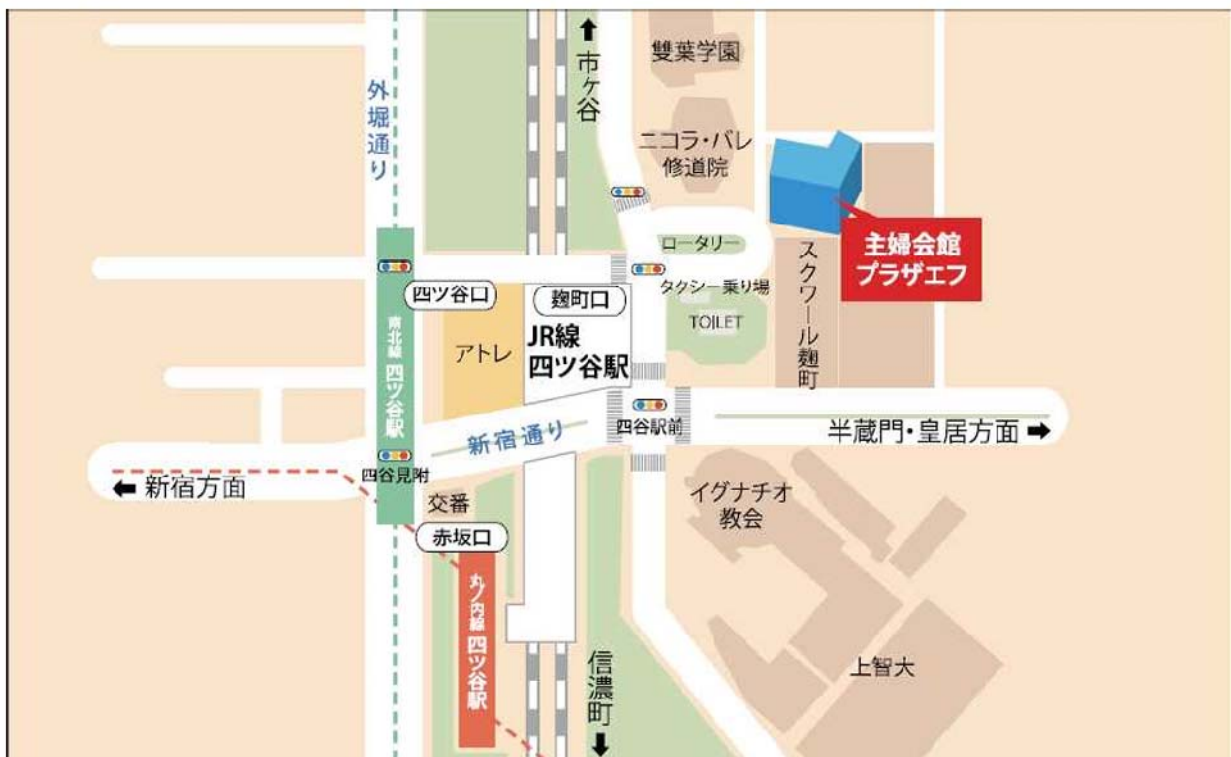 外堀通り
市ヶ谷
雙葉学園
ニコラ・バレ
修道院
ロータリー
主婦会館
プラザエフ
四ツ谷口
麹町口
タクシー乗り場
TOILET
スクワール麹町
アトレ
JR線
四ツ谷駅
南北線 四ツ谷駅
新宿通り
四谷駅前
半蔵門・皇居方面
四谷見附
新宿方面
交番
赤坂口
イグナチオ
教会
丸ノ内線 四ツ谷駅
信濃町
上智大